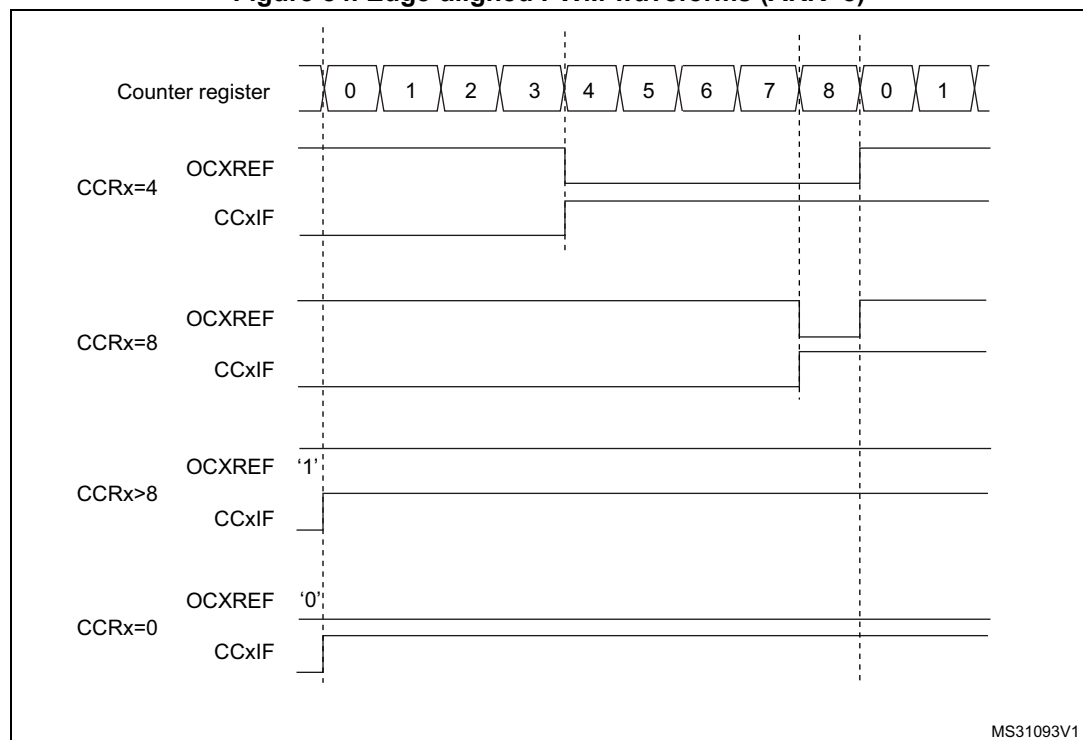 Counter register 0 1 2 3 4 5 6 7 8 0 1
OCXREF
CCRx=4
CCxIF
OCXREF
CCRx=8
CCxIF
OCXREF '1'
CCRx>8
CCxIF
OCXREF '0'
CCRx=0
CCxIF
MS31093V1